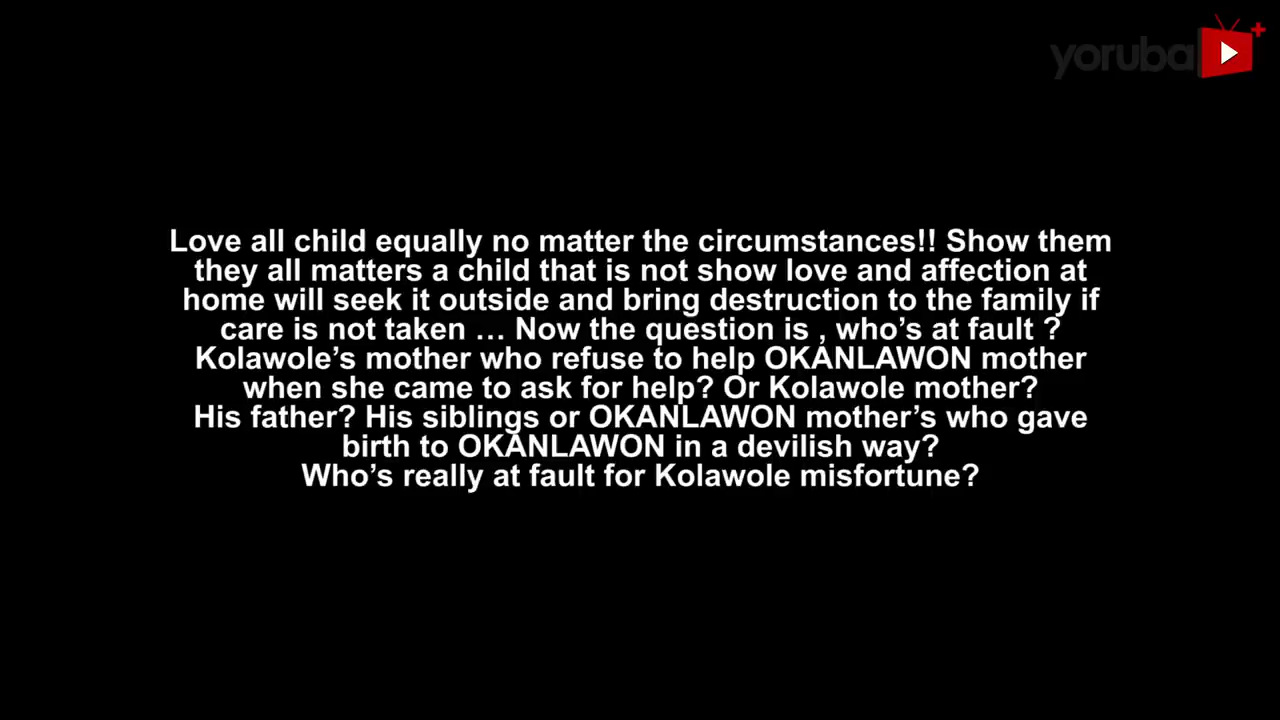 yoruba
Love all child equally no matter the circumstances!! Show them
they all matters a child that is not show love and affection at
home will seek it outside and bring destruction to the family if
care is not taken … Now the question is , who’s at fault ?
Kolawole’s mother who refuse to help OKANLAWON mother
when she came to ask for help? Or Kolawole mother?
His father? His siblings or OKANLAWON mother’s who gave
birth to OKANLAWON in a devilish way?
Who’s really at fault for Kolawole misfortune?